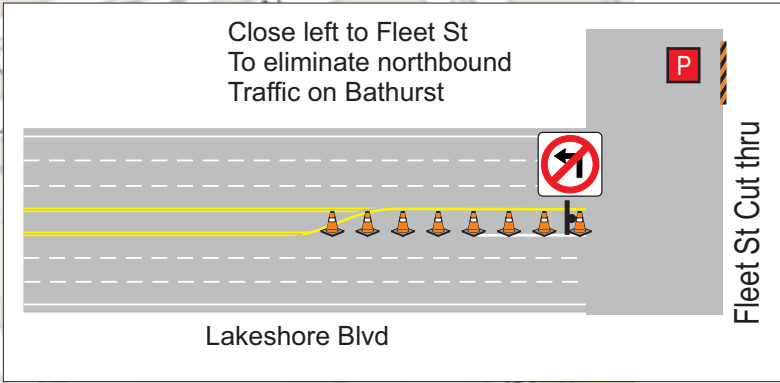 Close left to Fleet St
To eliminate northbound
Traffic on Bathurst
P
Fleet St Cut thru
Lakeshore Blvd